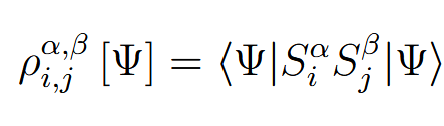 ρ_{i,j}^{α,β} [Ψ] = ⟨Ψ|S_i^α S_j^β|Ψ⟩